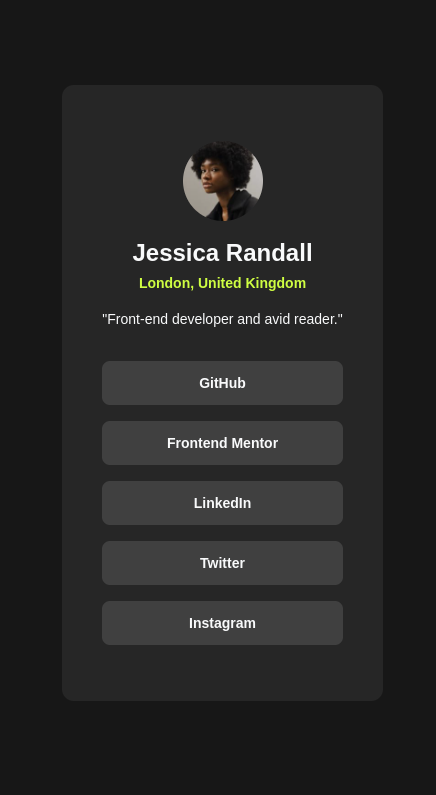 Jessica Randall
London, United Kingdom
"Front-end developer and avid reader."
GitHub
Frontend Mentor
LinkedIn
Twitter
Instagram